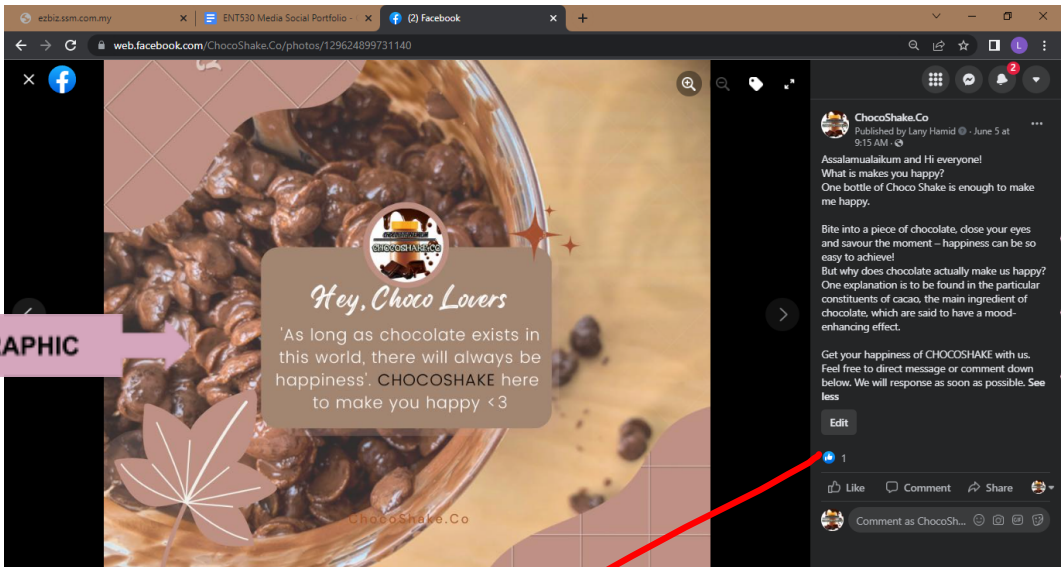 ezbiz.ssm.com.my
ENT530 Media Social Portfolio -
(2) Facebook
web.facebook.com/ChocoShake.Co/photos/129624899731140
L
2
ChocoShake.Co
Published by Lany Hamid · June 5 at
9:15 AM ·
Assalamualaikum and Hi everyone!
What is makes you happy?
One bottle of Choco Shake is enough to make
me happy.
Bite into a piece of chocolate, close your eyes
and savour the moment – happiness can be so
easy to achieve!
But why does chocolate actually make us happy?
One explanation is to be found in the particular
constituents of cacao, the main ingredient of
chocolate, which are said to have a mood-
enhancing effect.
Get your happiness of CHOCOSHAKE with us.
Feel free to direct message or comment down
below. We will response as soon as possible. See
less
Edit
1
Like Comment Share
Comment as ChocoSh...
GIF
CHOCOSHAKE.CO
Hey, Choco Lovers
'As long as chocolate exists in
this world, there will always be
happiness'. CHOCOSHAKE here
to make you happy <3
ChocoShake.Co
RAPHIC